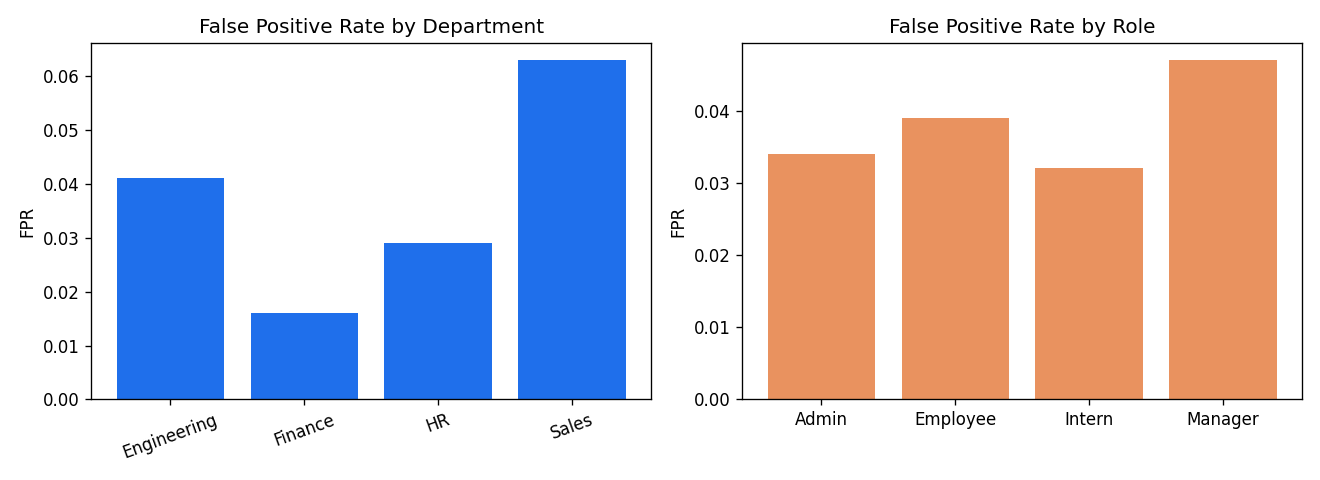 False Positive Rate by Department
FPR
0.06
0.05
0.04
0.03
0.02
0.01
0.00
Engineering
Finance
HR
Sales
False Positive Rate by Role
FPR
0.04
0.03
0.02
0.01
0.00
Admin
Employee
Intern
Manager